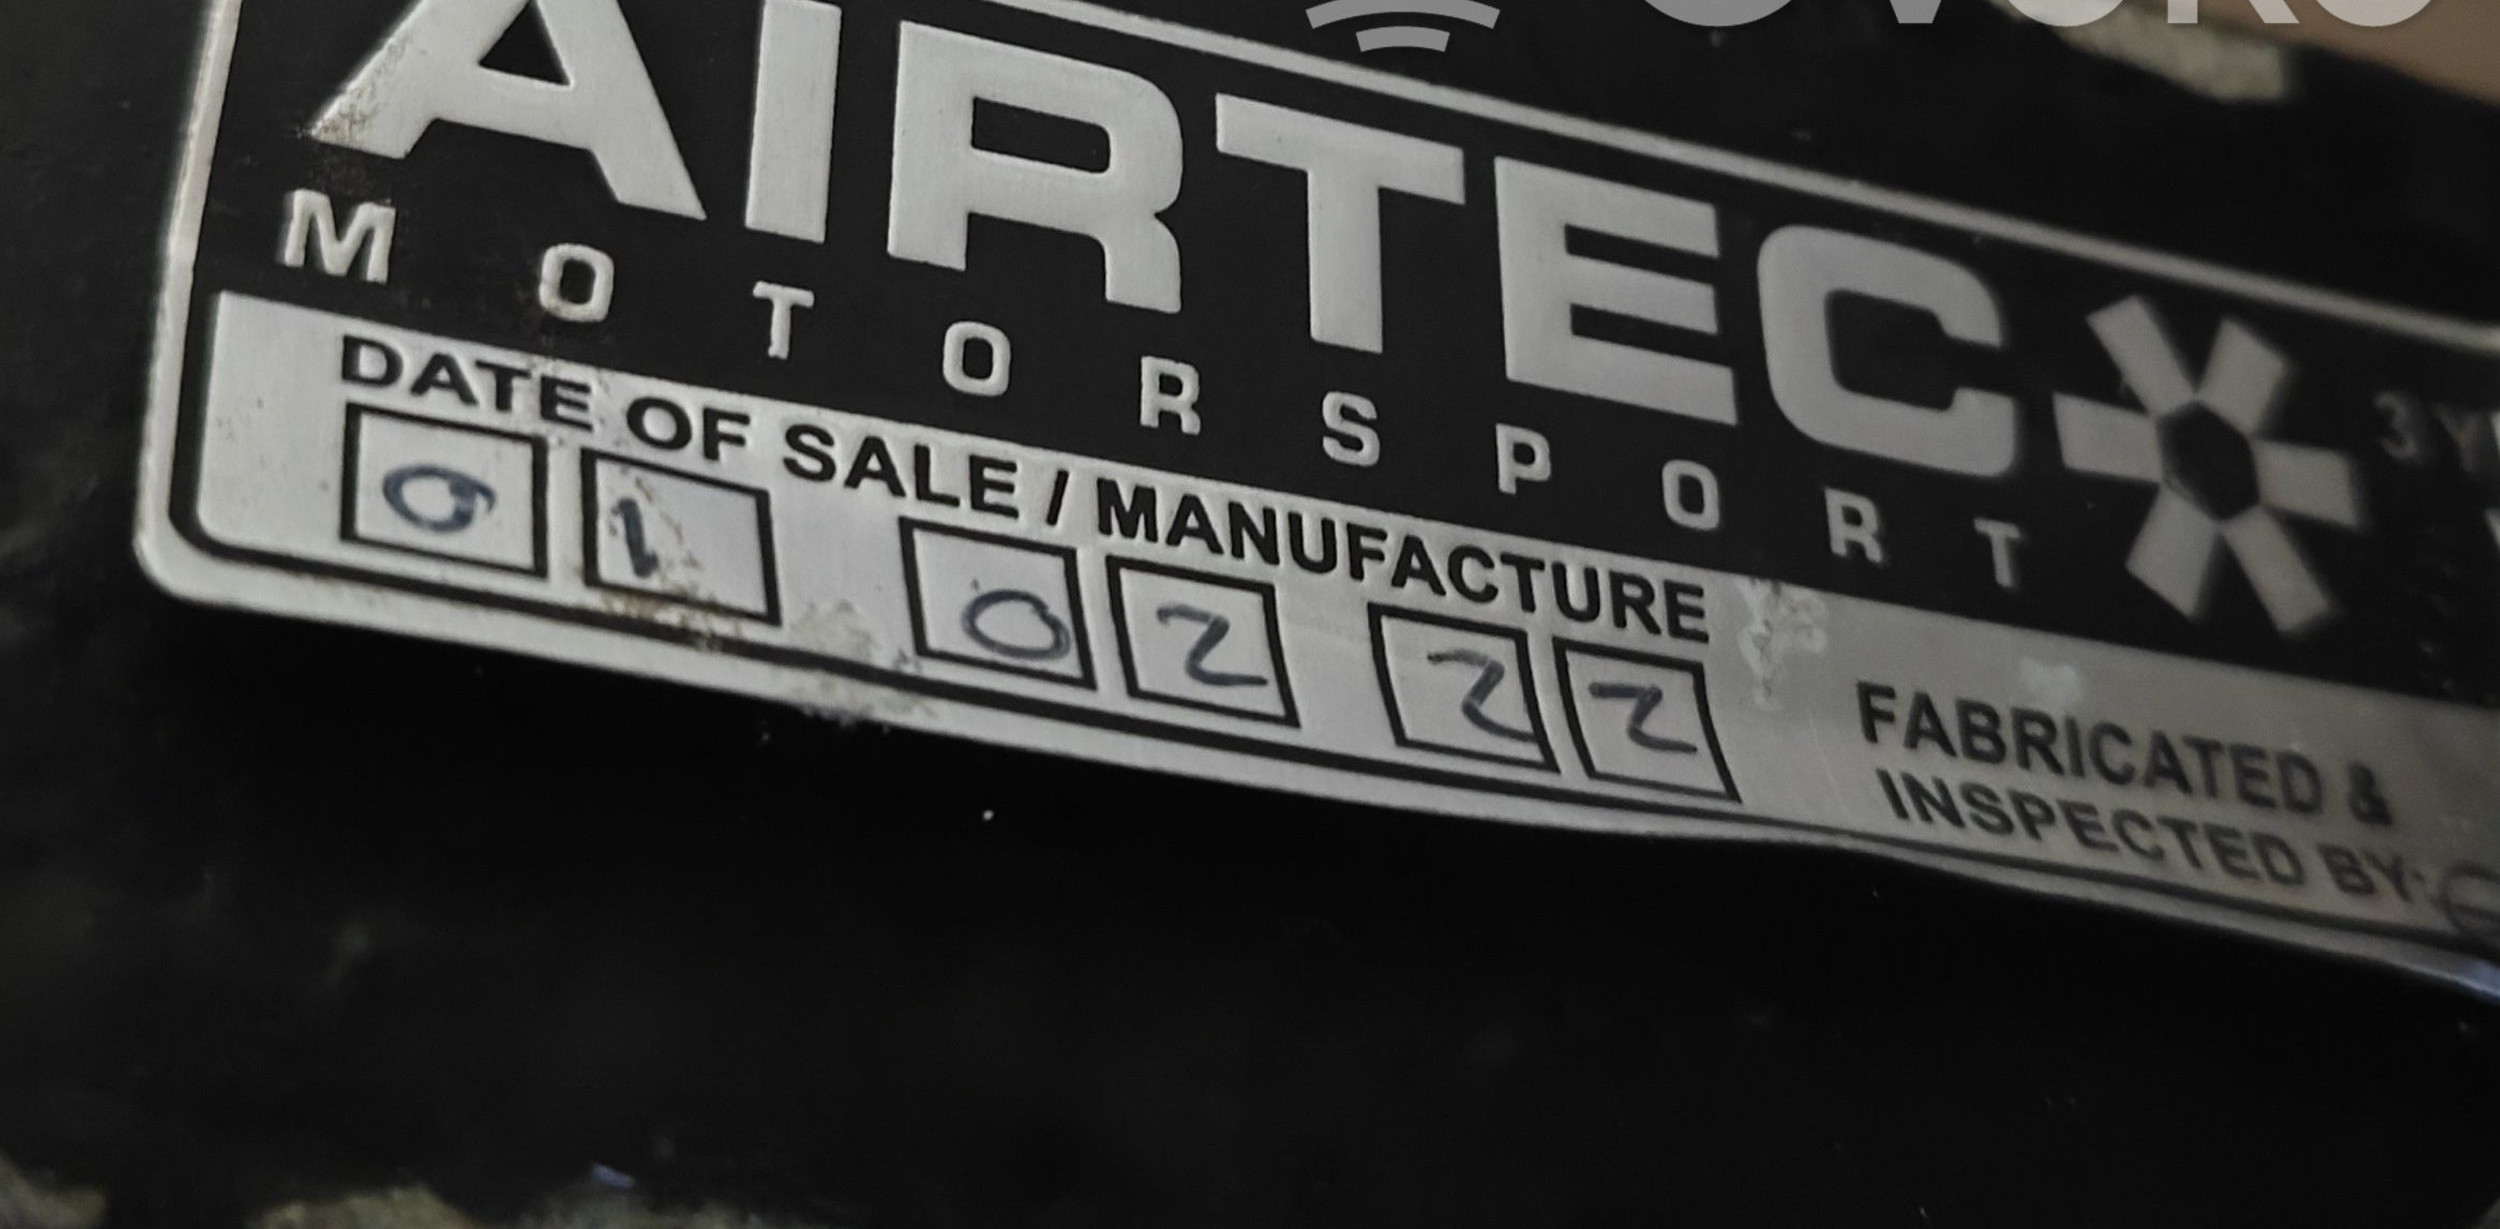 AIRTEC
MOTORSPORT
DATE OF SALE / MANUFACTURE
01 02 22
FABRICATED &
INSPECTED BY: